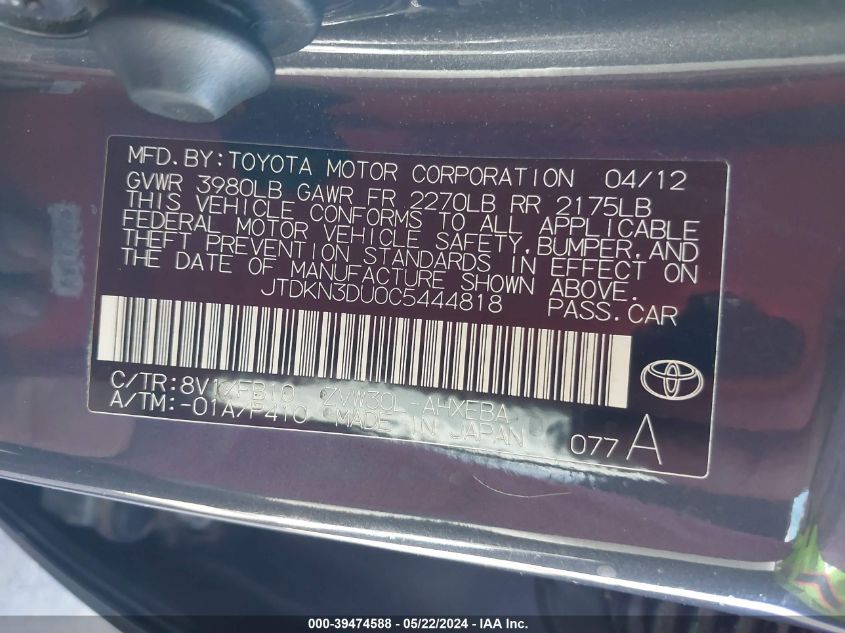 MFD.BY:TOYOTA MOTOR CORPORATION 04/12
GVWR 3980LB GAWR FR 2270LB RR 2175LB
THIS VEHICLE CONFORMS TO ALL APPLICABLE
FEDERAL MOTOR VEHICLE SAFETY,BUMPER,AND
THEFT PREVENTION STANDARDS IN EFFECT ON
THE DATE OF MANUFACTURE SHOWN ABOVE.
JTDKN3DU0C5444818 PASS.CAR
C/TR:8V1/FB10 ZVW30L-AHXEBA
A/TM:-01A/P410 MADE IN JAPAN
077A
000-39474588 - 05/22/2024 - IAA Inc.